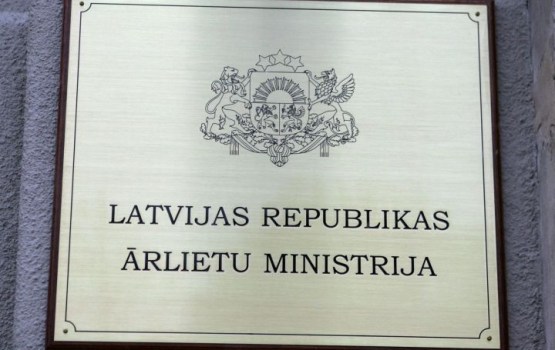 LATVIJAS REPUBLIKAS
ĀRLIETU MINISTRIJA